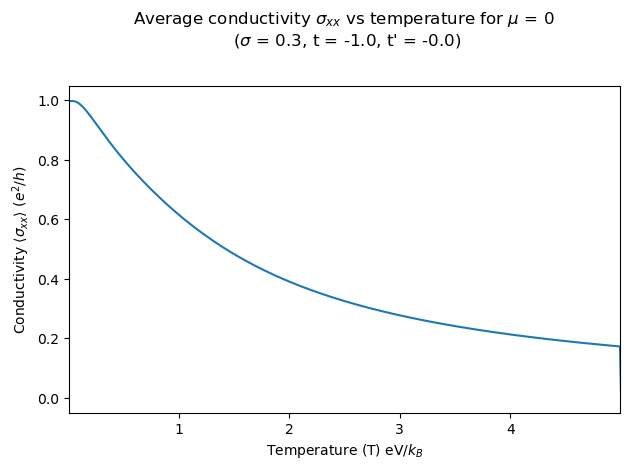 Average conductivity σxx vs temperature for μ = 0
(σ = 0.3, t = -1.0, t' = -0.0)
1.0
0.8
0.6
0.4
0.2
0.0
Conductivity ⟨σxx⟩ (e²/h)
1 2 3 4
Temperature (T) eV/kB